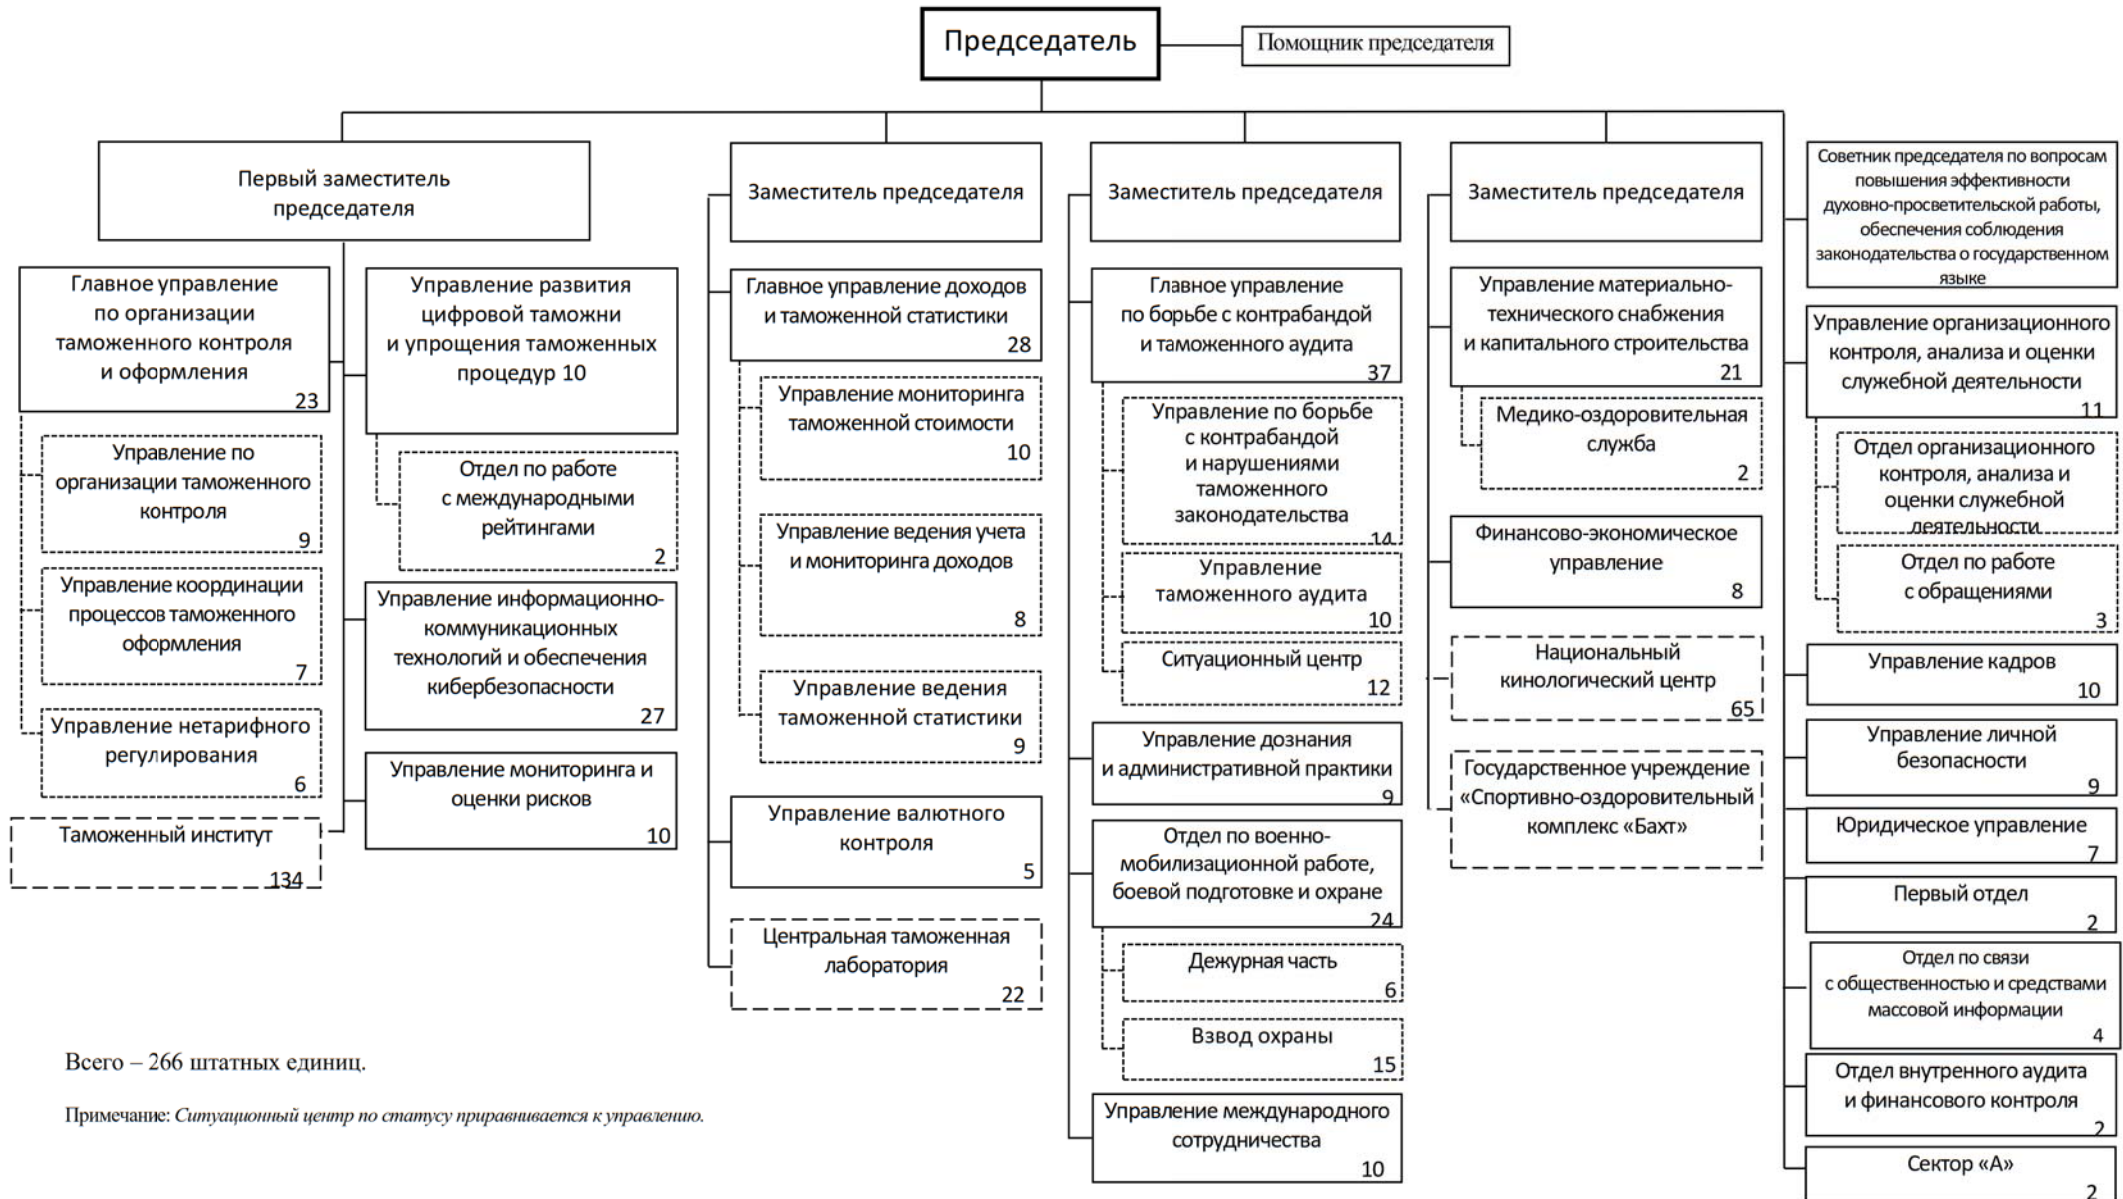 Председатель
Помощник председателя
Первый заместитель
председателя
Главное управление
по организации
таможенного контроля
и оформления
23
Управление по
организации таможенного
контроля
9
Управление координации
процессов таможенного
оформления
7
Управление нетарифного
регулирования
6
Таможенный институт
134
Управление развития
цифровой таможни
и упрощения таможенных
процедур 10
Отдел по работе
с международными
рейтингами
2
Управление информационно-
коммуникационных
технологий и обеспечения
кибербезопасности
27
Управление мониторинга и
оценки рисков
10
Заместитель председателя
Главное управление доходов
и таможенной статистики
28
Управление мониторинга
таможенной стоимости
10
Управление ведения учета
и мониторинга доходов
8
Управление ведения
таможенной статистики
9
Управление валютного
контроля
5
Центральная таможенная
лаборатория
22
Заместитель председателя
Главное управление
по борьбе с контрабандой
и таможенного аудита
37
Управление по борьбе
с контрабандой
и нарушениями
таможенного
законодательства
14
Управление
таможенного аудита
10
Ситуационный центр
12
Управление дознания
и административной практики
9
Отдел по военно-
мобилизационной работе,
боевой подготовке и охране
24
Дежурная часть
6
Взвод охраны
15
Управление международного
сотрудничества
10
Заместитель председателя
Управление материально-
технического снабжения
и капитального строительства
21
Медико-оздоровительная
служба
2
Финансово-экономическое
управление
8
Национальный
кинологический центр
65
Государственное учреждение
«Спортивно-оздоровительный
комплекс «Бахт»
Советник председателя по вопросам
повышения эффективности
духовно-просветительской работы,
обеспечения соблюдения
законодательства о государственном
языке
Управление организационного
контроля, анализа и оценки
служебной деятельности
11
Отдел организационного
контроля, анализа и
оценки служебной
деятельности
Отдел по работе
с обращениями
3
Управление кадров
10
Управление личной
безопасности
9
Юридическое управление
7
Первый отдел
2
Отдел по связи
с общественностью и средствами
массовой информации
4
Отдел внутренного аудита
и финансового контроля
2
Сектор «А»
2
Всего – 266 штатных единиц.
Примечание: Ситуационный центр по статусу приравнивается к управлению.